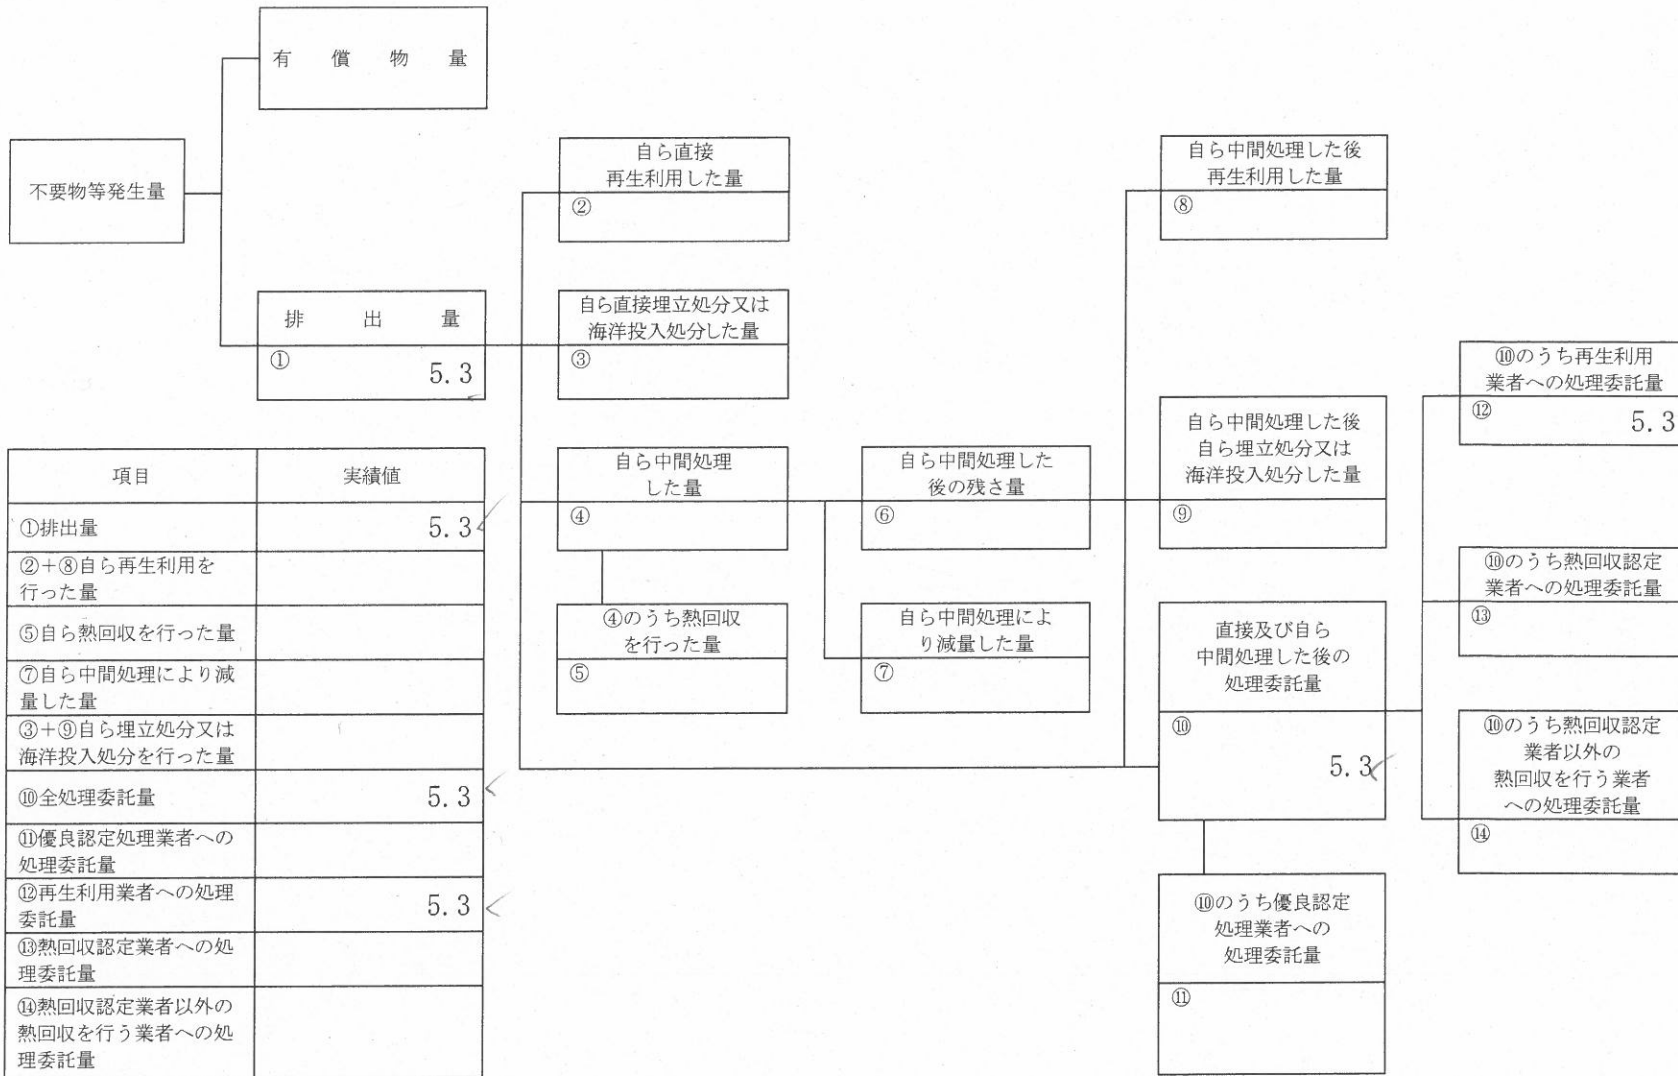 有償物量
不要物等発生量
排出量
①
5.3
自ら直接
再生利用した量
②
自ら直接埋立処分又は
海洋投入処分した量
③
自ら中間処理
した量
④
④のうち熱回収
を行った量
⑤
自ら中間処理した
後の残さ量
⑥
自ら中間処理によ
り減量した量
⑦
自ら中間処理した後
再生利用した量
⑧
自ら中間処理した後
自ら埋立処分又は
海洋投入処分した量
⑨
直接及び自ら
中間処理した後の
処理委託量
⑩
5.3
⑩のうち優良認定
処理業者への
処理委託量
⑪
⑩のうち再生利用
業者への処理委託量
⑫
5.3
⑩のうち熱回収認定
業者への処理委託量
⑬
⑩のうち熱回収認定
業者以外の
熱回収を行う業者
への処理委託量
⑭
項目 実績値
①排出量 5.3
②+⑧自ら再生利用を
行った量
⑤自ら熱回収を行った量
⑦自ら中間処理により減
量した量
③+⑨自ら埋立処分又は
海洋投入処分を行った量
⑩全処理委託量 5.3
⑪優良認定処理業者への
処理委託量
⑫再生利用業者への処理
委託量 5.3
⑬熱回収認定業者への処
理委託量
⑭熱回収認定業者以外の
熱回収を行う業者への処
理委託量